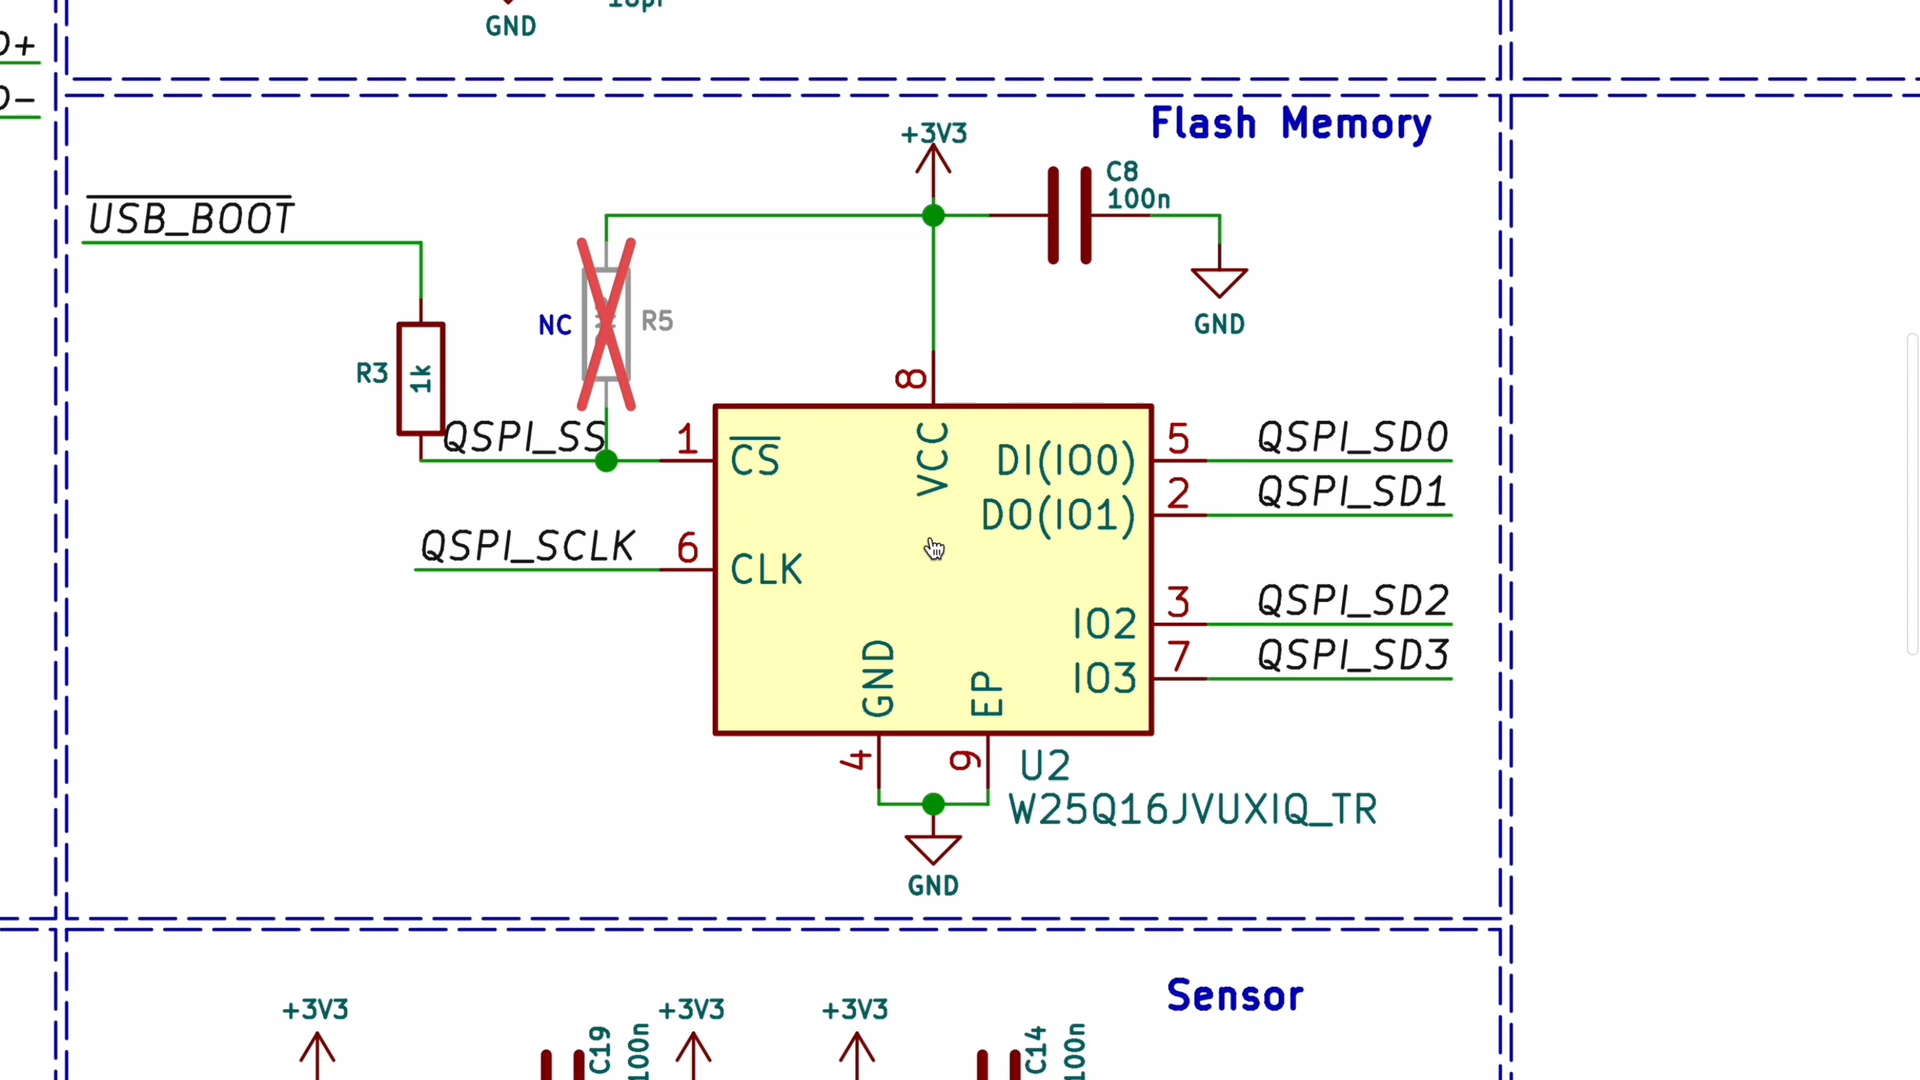 D+
D-
GND
Flash Memory
+3V3
C8
100n
USB_BOOT
GND
NC
R5
R3
1k
8
QSPI_SS
1
CS
VCC
DI(IO0)
5
QSPI_SD0
DO(IO1)
2
QSPI_SD1
QSPI_SCLK
6
CLK
IO2
3
QSPI_SD2
IO3
7
QSPI_SD3
GND
EP
4
9
U2
W25Q16JVUXIQ_TR
GND
Sensor
+3V3
+3V3
+3V3
C19
100n
C14
100n